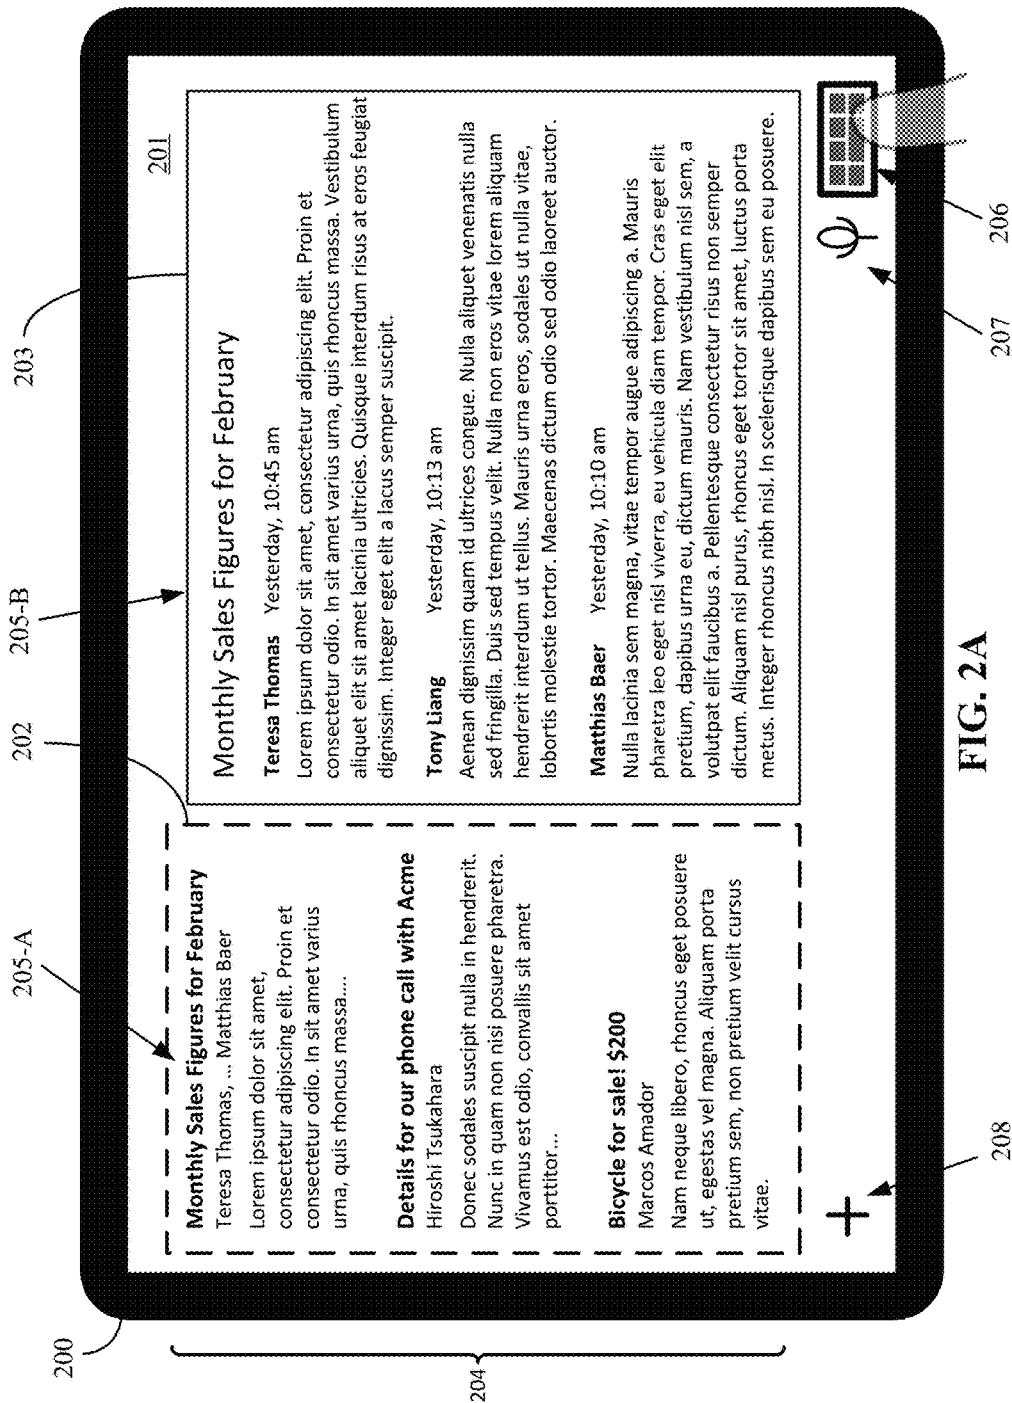 200
205-A
202
205-B
203
201
204
Monthly Sales Figures for February
Teresa Thomas, ... Matthias Baer
Lorem ipsum dolor sit amet,
consectetur adipiscing elit. Proin et
consectetur odio. In sit amet varius
urna, quis rhoncus massa....
Details for our phone call with Acme
Hiroshi Tsukahara
Donec sodales suscipit nulla in hendrerit.
Nunc in quam non nisi posuere pharetra.
Vivamus est odio, convallis sit amet
porttitor...
Bicycle for sale! $200
Marcos Amador
Nam neque libero, rhoncus eget posuere
ut, egestas vel magna. Aliquam porta
pretium sem, non pretium velit cursus
vitae.
Monthly Sales Figures for February
Teresa Thomas Yesterday, 10:45 am
Lorem ipsum dolor sit amet, consectetur adipiscing elit. Proin et
consectetur odio. In sit amet varius urna, quis rhoncus massa. Vestibulum
aliquet elit sit amet lacinia ultricies. Quisque interdum risus at eros feugiat
dignissim. Integer eget elit a lacus semper suscipit.
Tony Liang Yesterday, 10:13 am
Aenean dignissim quam id ultrices congue. Nulla aliquet venenatis nulla
sed fringilla. Duis sed tempus velit. Nulla non eros vitae lorem aliquam
hendrerit interdum ut tellus. Mauris urna eros, sodales ut nulla vitae,
lobortis molestie tortor. Maecenas dictum odio sed odio laoreet auctor.
Matthias Baer Yesterday, 10:10 am
Nulla lacinia sem magna, vitae tempor augue adipiscing a. Mauris
pharetra leo eget nisl viverra, eu vehicula diam tempor. Cras eget elit
pretium, dapibus urna eu, dictum mauris. Nam vestibulum nisl sem, a
volutpat elit faucibus a. Pellentesque consectetur risus non semper
dictum. Aliquam nisl purus, rhoncus eget tortor sit amet, luctus porta
metus. Integer rhoncus nibh nisl. In scelerisque dapibus sem eu posuere.
208
207
206
FIG. 2A